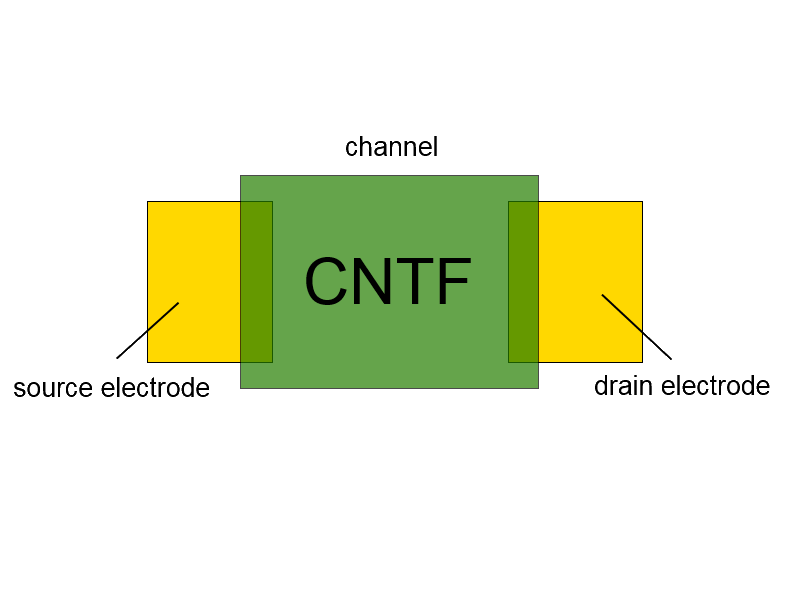 channel
CNTF
source electrode
drain electrode